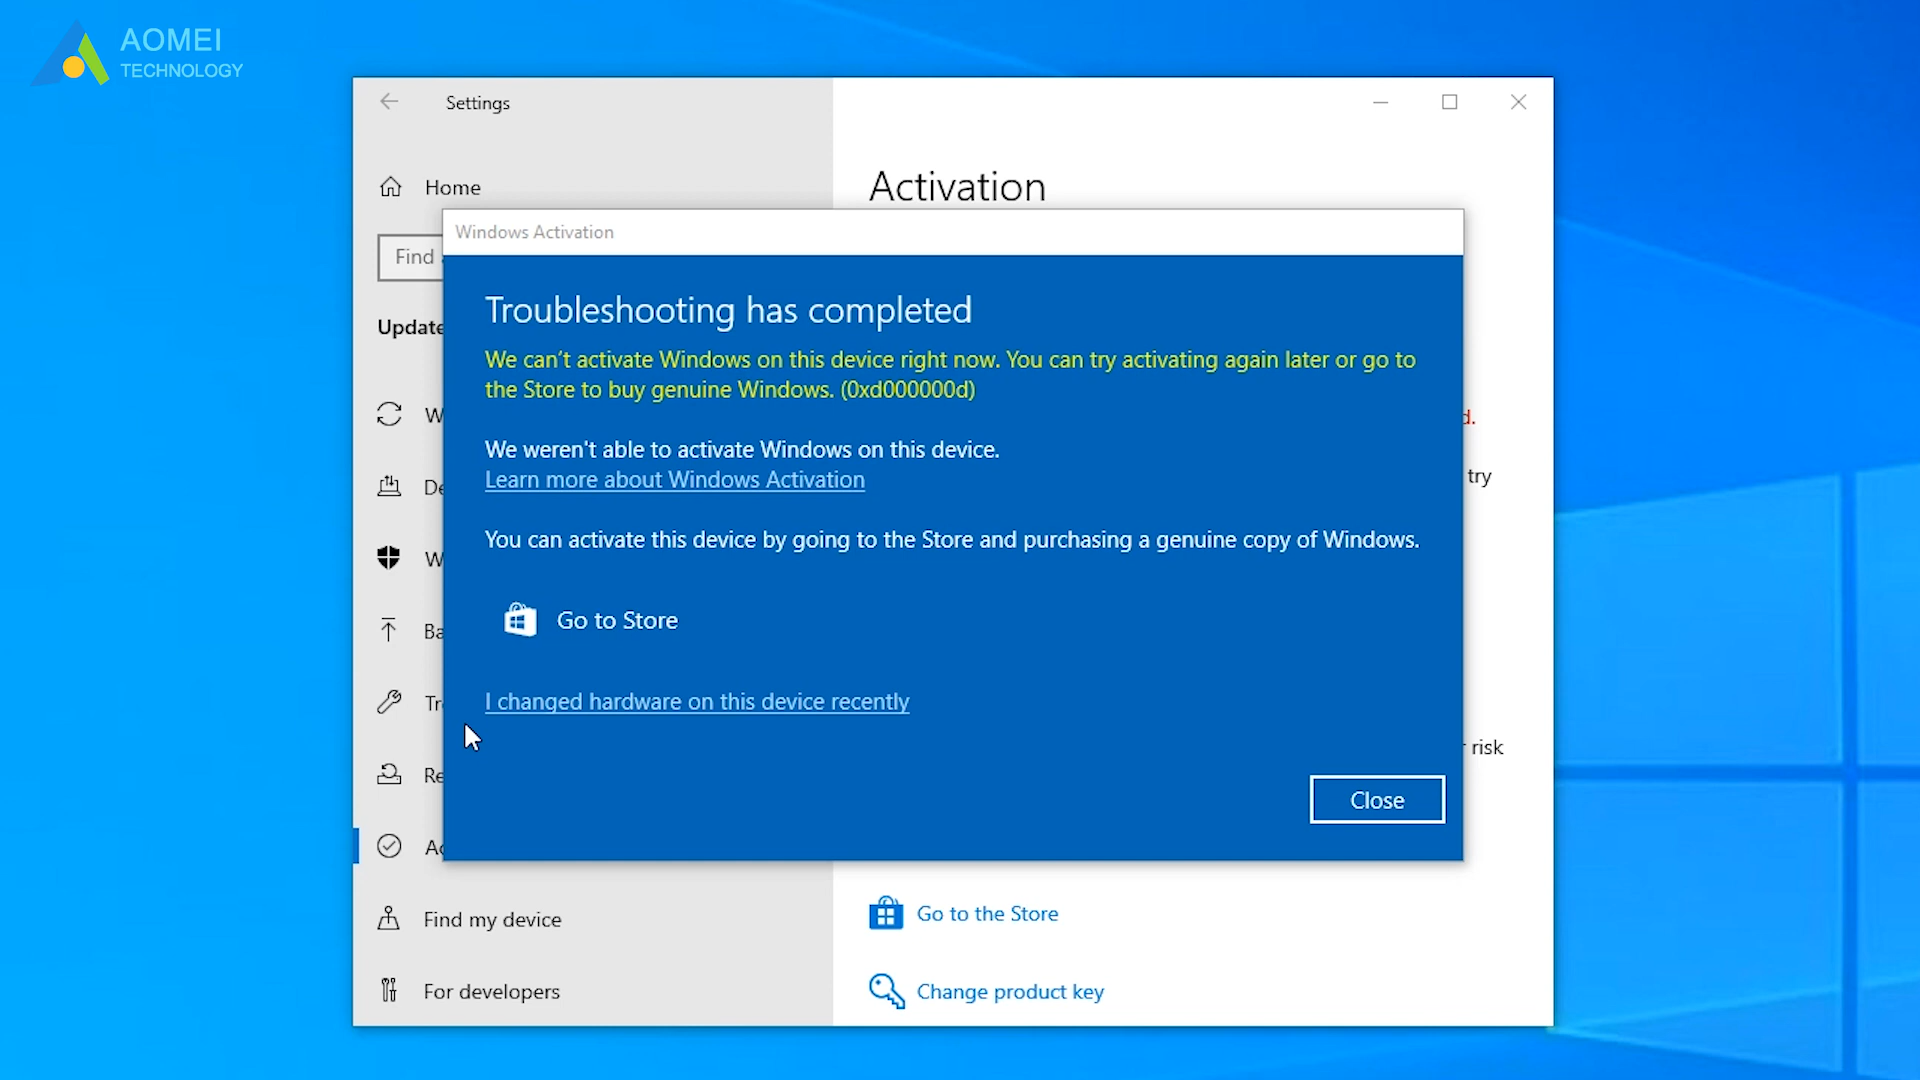 AOMEI
TECHNOLOGY
Settings
Home
Activation
Windows Activation
Find
Update
Troubleshooting has completed
We can’t activate Windows on this device right now. You can try activating again later or go to
the Store to buy genuine Windows. (0xd000000d)
We weren't able to activate Windows on this device.
Learn more about Windows Activation
try
You can activate this device by going to the Store and purchasing a genuine copy of Windows.
Go to Store
I changed hardware on this device recently
risk
Close
Find my device
Go to the Store
For developers
Change product key